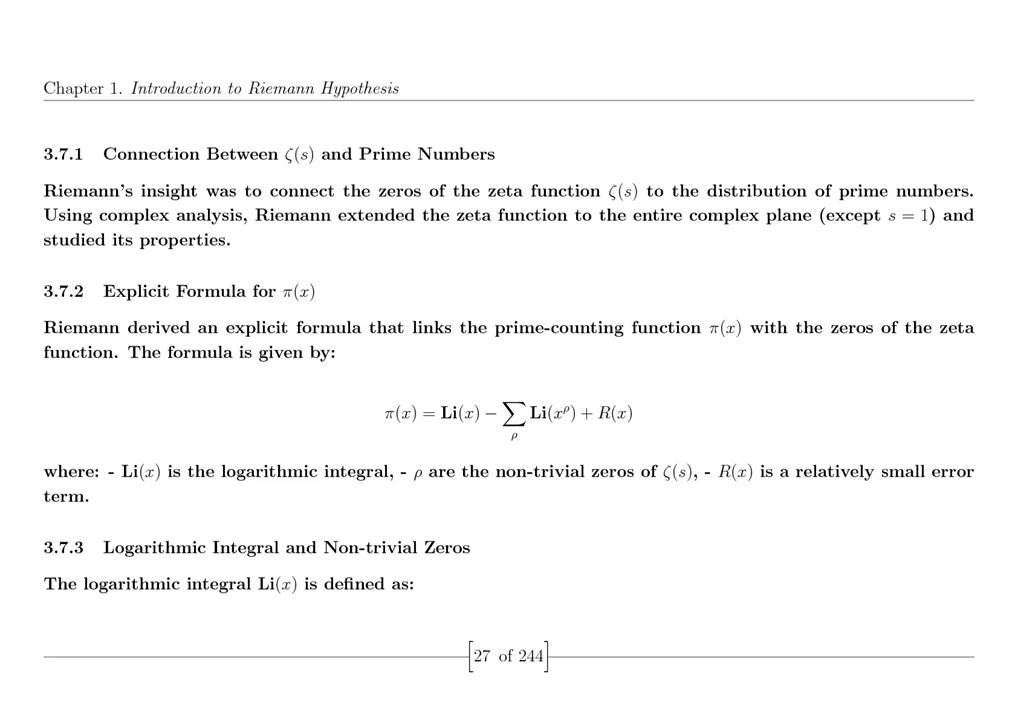 Chapter 1. Introduction to Riemann Hypothesis
3.7.1 Connection Between ζ(s) and Prime Numbers
Riemann's insight was to connect the zeros of the zeta function ζ(s) to the distribution of prime numbers.
Using complex analysis, Riemann extended the zeta function to the entire complex plane (except s = 1) and
studied its properties.
3.7.2 Explicit Formula for π(x)
Riemann derived an explicit formula that links the prime-counting function π(x) with the zeros of the zeta
function. The formula is given by:
π(x) = Li(x) − ∑ρ Li(x^ρ) + R(x)
where: - Li(x) is the logarithmic integral, - ρ are the non-trivial zeros of ζ(s), - R(x) is a relatively small error
term.
3.7.3 Logarithmic Integral and Non-trivial Zeros
The logarithmic integral Li(x) is defined as:
[27 of 244]